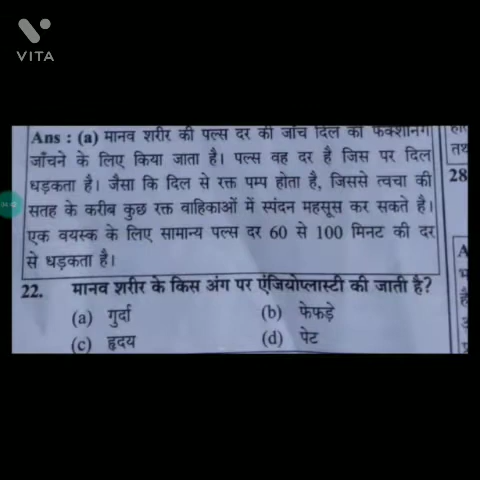 VITA
Ans : (a) मानव शरीर की पल्स दर की जाँच दिल की फंक्शनिंग
जाँचने के लिए किया जाता है। पल्स वह दर है जिस पर दिल
धड़कता है। जैसा कि दिल से रक्त पम्प होता है, जिससे त्वचा की
सतह के करीब कुछ रक्त वाहिकाओं में स्पंदन महसूस कर सकते है।
एक वयस्क के लिए सामान्य पल्स दर 60 से 100 मिनट की दर
से धड़कता है।
22. मानव शरीर के किस अंग पर एंजियोप्लास्टी की जाती है?
(a) गुर्दा (b) फेफड़े
(c) हृदय (d) पेट
तथ
28